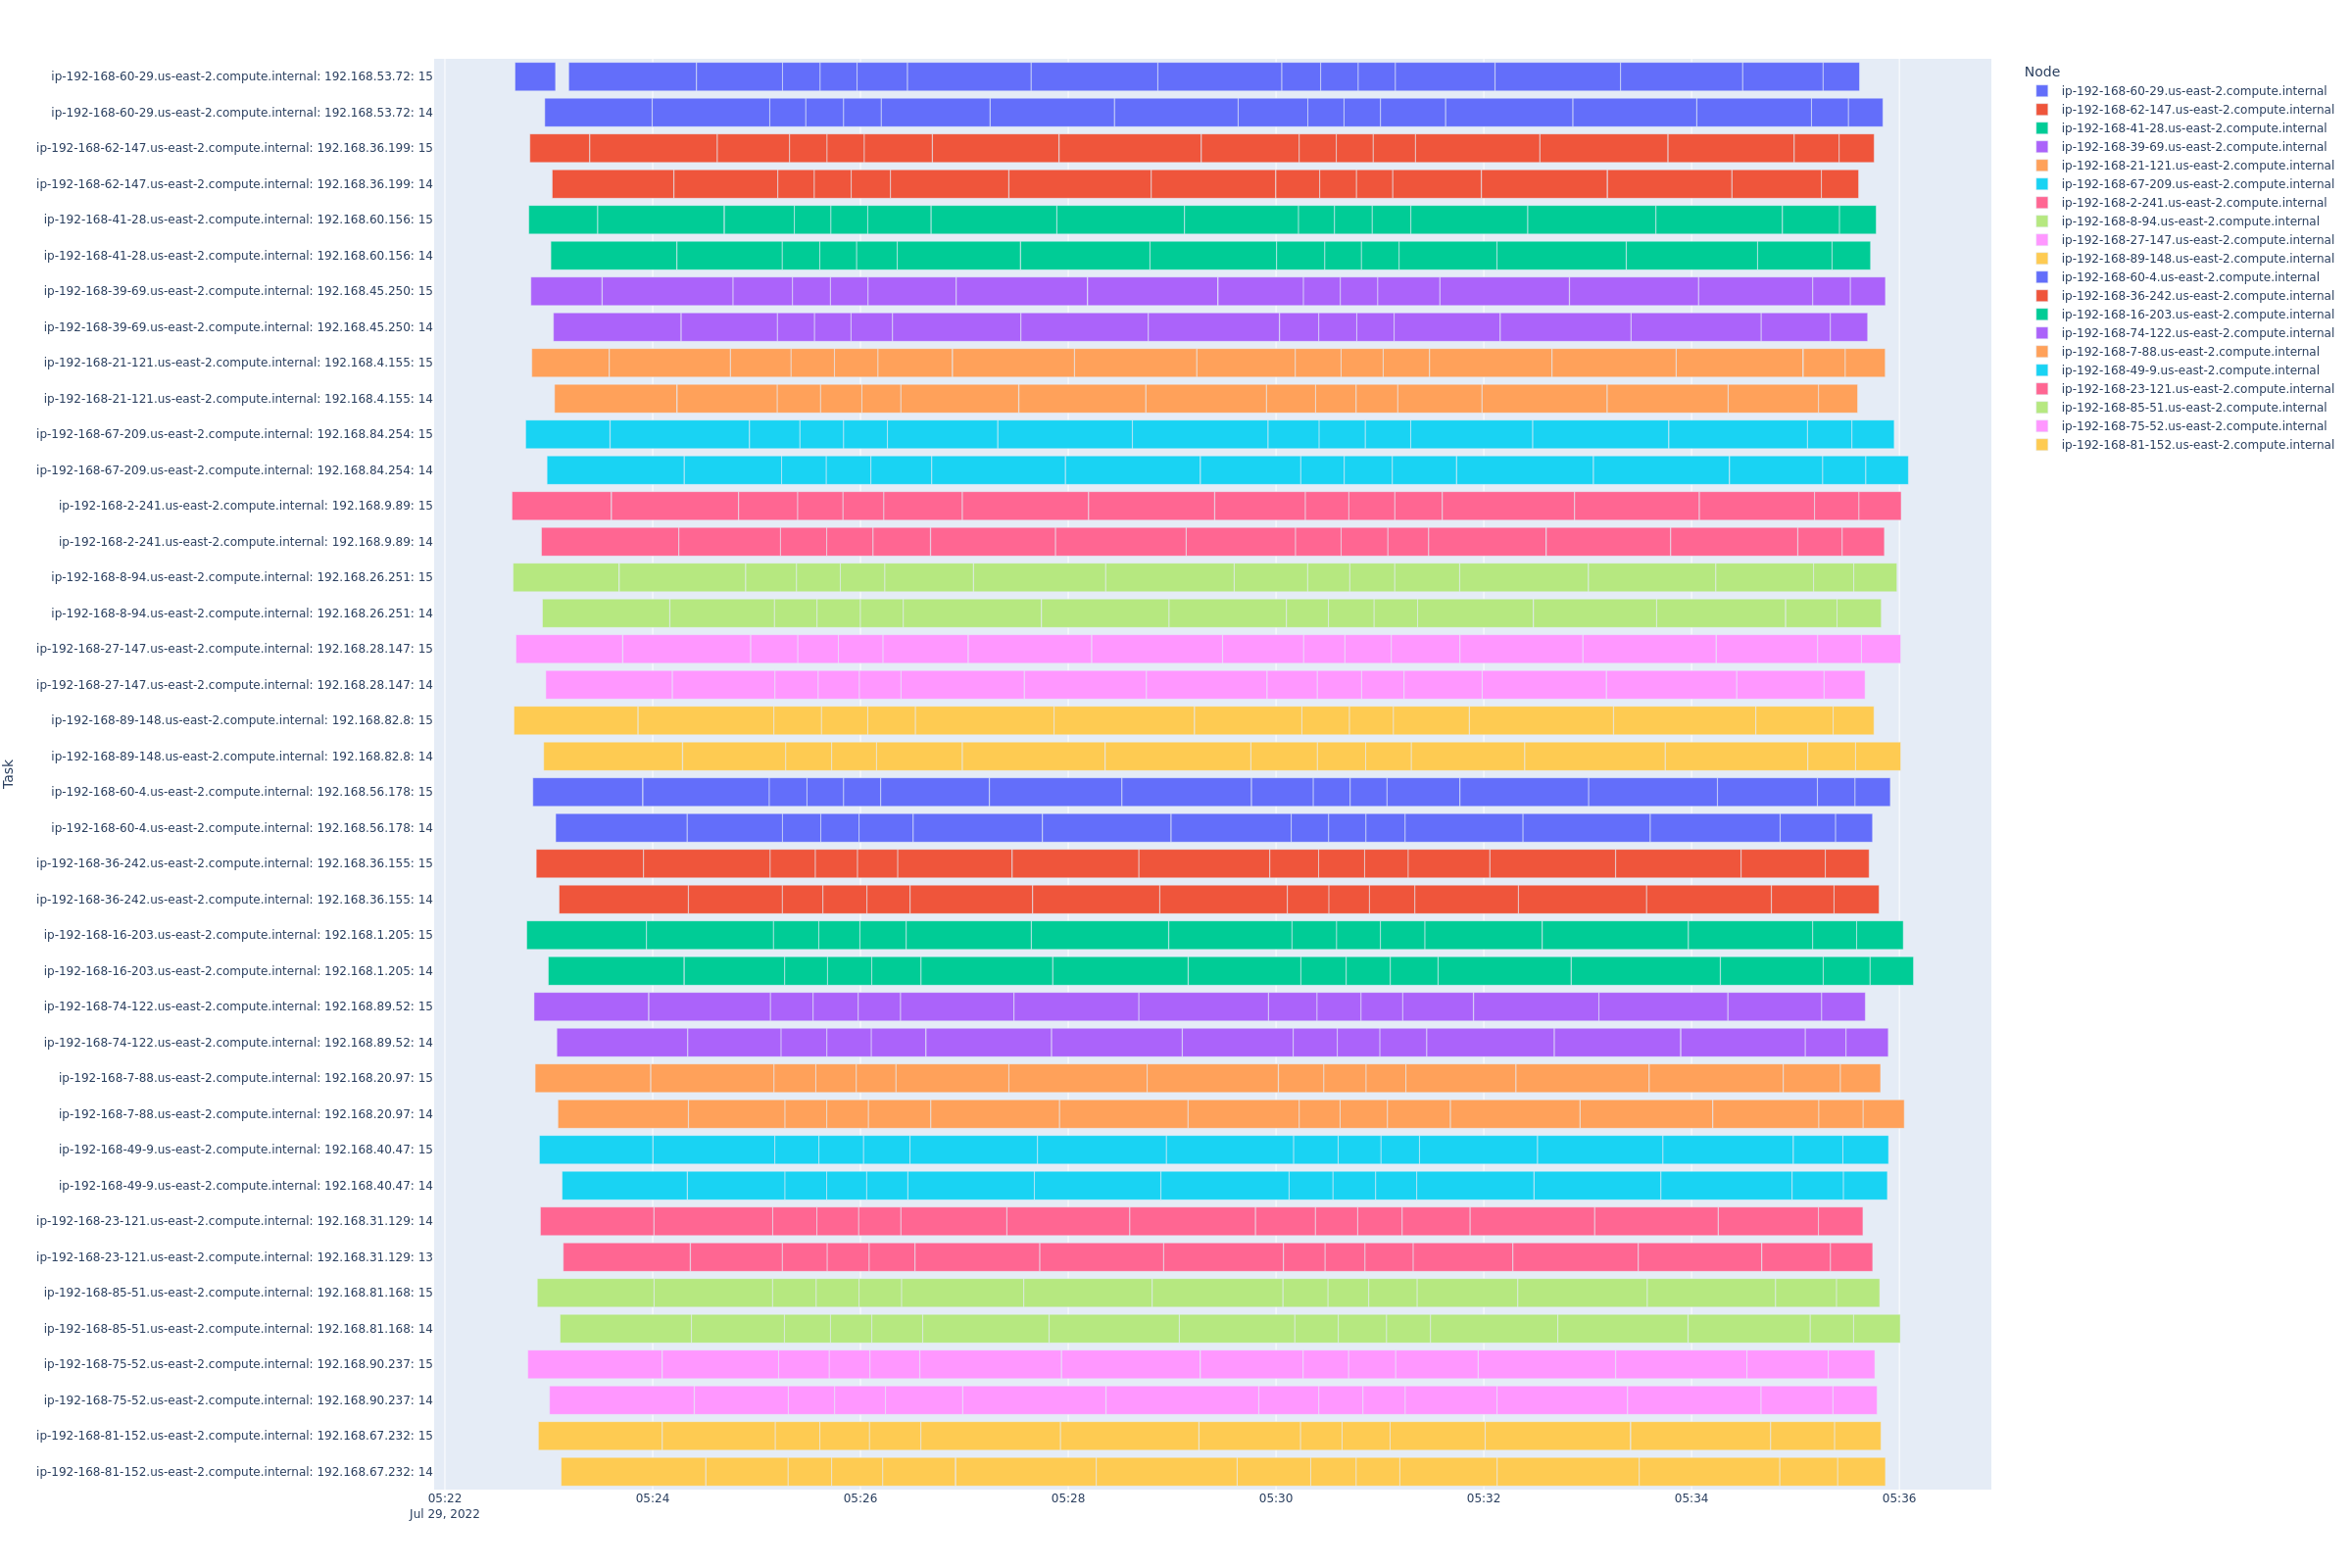 ip-192-168-60-29.us-east-2.compute.internal: 192.168.53.72: 15
ip-192-168-60-29.us-east-2.compute.internal: 192.168.53.72: 14
ip-192-168-62-147.us-east-2.compute.internal: 192.168.36.199: 15
ip-192-168-62-147.us-east-2.compute.internal: 192.168.36.199: 14
ip-192-168-41-28.us-east-2.compute.internal: 192.168.60.156: 15
ip-192-168-41-28.us-east-2.compute.internal: 192.168.60.156: 14
ip-192-168-39-69.us-east-2.compute.internal: 192.168.45.250: 15
ip-192-168-39-69.us-east-2.compute.internal: 192.168.45.250: 14
ip-192-168-21-121.us-east-2.compute.internal: 192.168.4.155: 15
ip-192-168-21-121.us-east-2.compute.internal: 192.168.4.155: 14
ip-192-168-67-209.us-east-2.compute.internal: 192.168.84.254: 15
ip-192-168-67-209.us-east-2.compute.internal: 192.168.84.254: 14
ip-192-168-2-241.us-east-2.compute.internal: 192.168.9.89: 15
ip-192-168-2-241.us-east-2.compute.internal: 192.168.9.89: 14
ip-192-168-8-94.us-east-2.compute.internal: 192.168.26.251: 15
ip-192-168-8-94.us-east-2.compute.internal: 192.168.26.251: 14
ip-192-168-27-147.us-east-2.compute.internal: 192.168.28.147: 15
ip-192-168-27-147.us-east-2.compute.internal: 192.168.28.147: 14
ip-192-168-89-148.us-east-2.compute.internal: 192.168.82.8: 15
ip-192-168-89-148.us-east-2.compute.internal: 192.168.82.8: 14
ip-192-168-60-4.us-east-2.compute.internal: 192.168.56.178: 15
ip-192-168-60-4.us-east-2.compute.internal: 192.168.56.178: 14
ip-192-168-36-242.us-east-2.compute.internal: 192.168.36.155: 15
ip-192-168-36-242.us-east-2.compute.internal: 192.168.36.155: 14
ip-192-168-16-203.us-east-2.compute.internal: 192.168.1.205: 15
ip-192-168-16-203.us-east-2.compute.internal: 192.168.1.205: 14
ip-192-168-74-122.us-east-2.compute.internal: 192.168.89.52: 15
ip-192-168-74-122.us-east-2.compute.internal: 192.168.89.52: 14
ip-192-168-7-88.us-east-2.compute.internal: 192.168.20.97: 15
ip-192-168-7-88.us-east-2.compute.internal: 192.168.20.97: 14
ip-192-168-49-9.us-east-2.compute.internal: 192.168.40.47: 15
ip-192-168-49-9.us-east-2.compute.internal: 192.168.40.47: 14
ip-192-168-23-121.us-east-2.compute.internal: 192.168.31.129: 14
ip-192-168-23-121.us-east-2.compute.internal: 192.168.31.129: 13
ip-192-168-85-51.us-east-2.compute.internal: 192.168.81.168: 15
ip-192-168-85-51.us-east-2.compute.internal: 192.168.81.168: 14
ip-192-168-75-52.us-east-2.compute.internal: 192.168.90.237: 15
ip-192-168-75-52.us-east-2.compute.internal: 192.168.90.237: 14
ip-192-168-81-152.us-east-2.compute.internal: 192.168.67.232: 15
ip-192-168-81-152.us-east-2.compute.internal: 192.168.67.232: 14
Task
05:22 05:24 05:26 05:28 05:30 05:32 05:34 05:36
Jul 29, 2022
Node
ip-192-168-60-29.us-east-2.compute.internal
ip-192-168-62-147.us-east-2.compute.internal
ip-192-168-41-28.us-east-2.compute.internal
ip-192-168-39-69.us-east-2.compute.internal
ip-192-168-21-121.us-east-2.compute.internal
ip-192-168-67-209.us-east-2.compute.internal
ip-192-168-2-241.us-east-2.compute.internal
ip-192-168-8-94.us-east-2.compute.internal
ip-192-168-27-147.us-east-2.compute.internal
ip-192-168-89-148.us-east-2.compute.internal
ip-192-168-60-4.us-east-2.compute.internal
ip-192-168-36-242.us-east-2.compute.internal
ip-192-168-16-203.us-east-2.compute.internal
ip-192-168-74-122.us-east-2.compute.internal
ip-192-168-7-88.us-east-2.compute.internal
ip-192-168-49-9.us-east-2.compute.internal
ip-192-168-23-121.us-east-2.compute.internal
ip-192-168-85-51.us-east-2.compute.internal
ip-192-168-75-52.us-east-2.compute.internal
ip-192-168-81-152.us-east-2.compute.internal